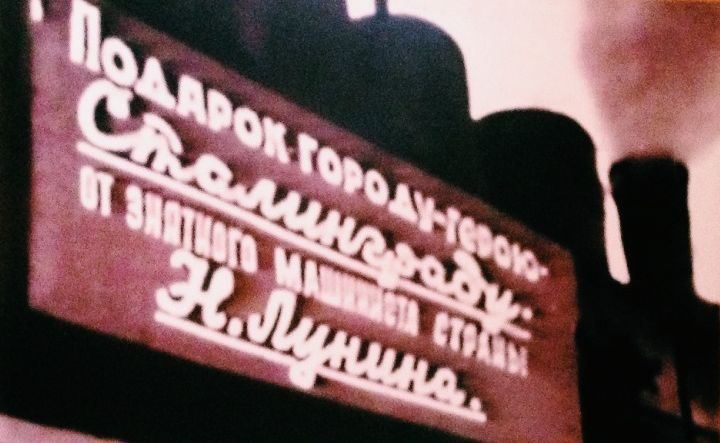 Подарок городу-герою-
Сталинграду.
от знатного машиниста страны
Н. Лунина.